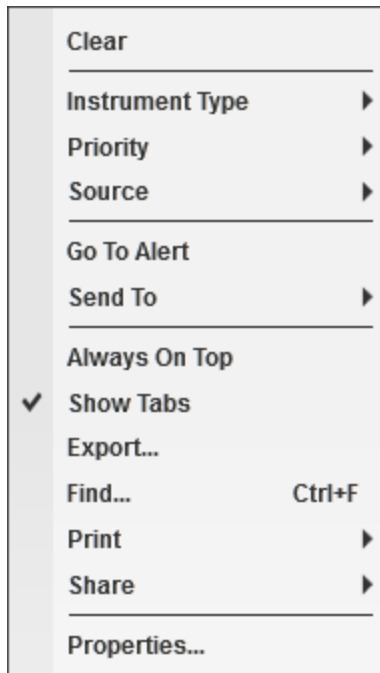 Clear
Instrument Type
Priority
Source
Go To Alert
Send To
Always On Top
Show Tabs
Export...
Find... Ctrl+F
Print
Share
Properties...